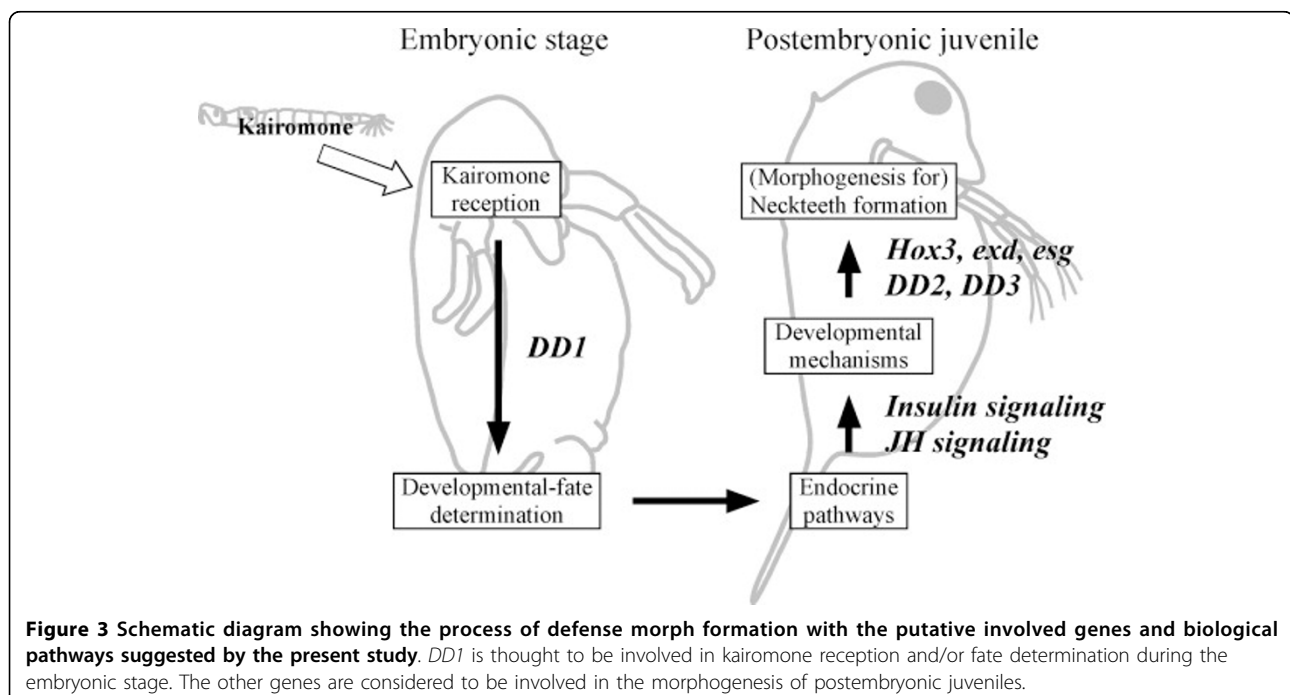 Embryonic stage
Postembryonic juvenile
Kairomone
Kairomone
reception
DD1
Developmental-fate
determination
(Morphogenesis for)
Neckteeth formation
Hox3, exd, esg
DD2, DD3
Developmental
mechanisms
Insulin signaling
JH signaling
Endocrine
pathways
Figure 3 Schematic diagram showing the process of defense morph formation with the putative involved genes and biological
pathways suggested by the present study. DD1 is thought to be involved in kairomone reception and/or fate determination during the
embryonic stage. The other genes are considered to be involved in the morphogenesis of postembryonic juveniles.